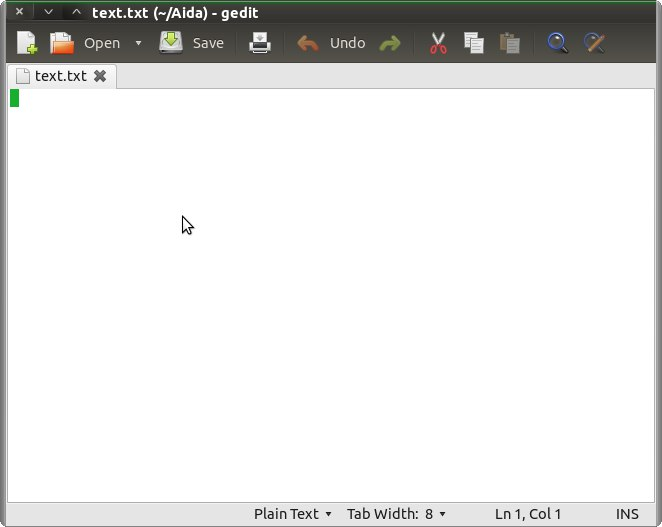 text.txt (~/Aida) - gedit
Open Save Undo
text.txt
Plain Text Tab Width: 8 Ln 1, Col 1 INS